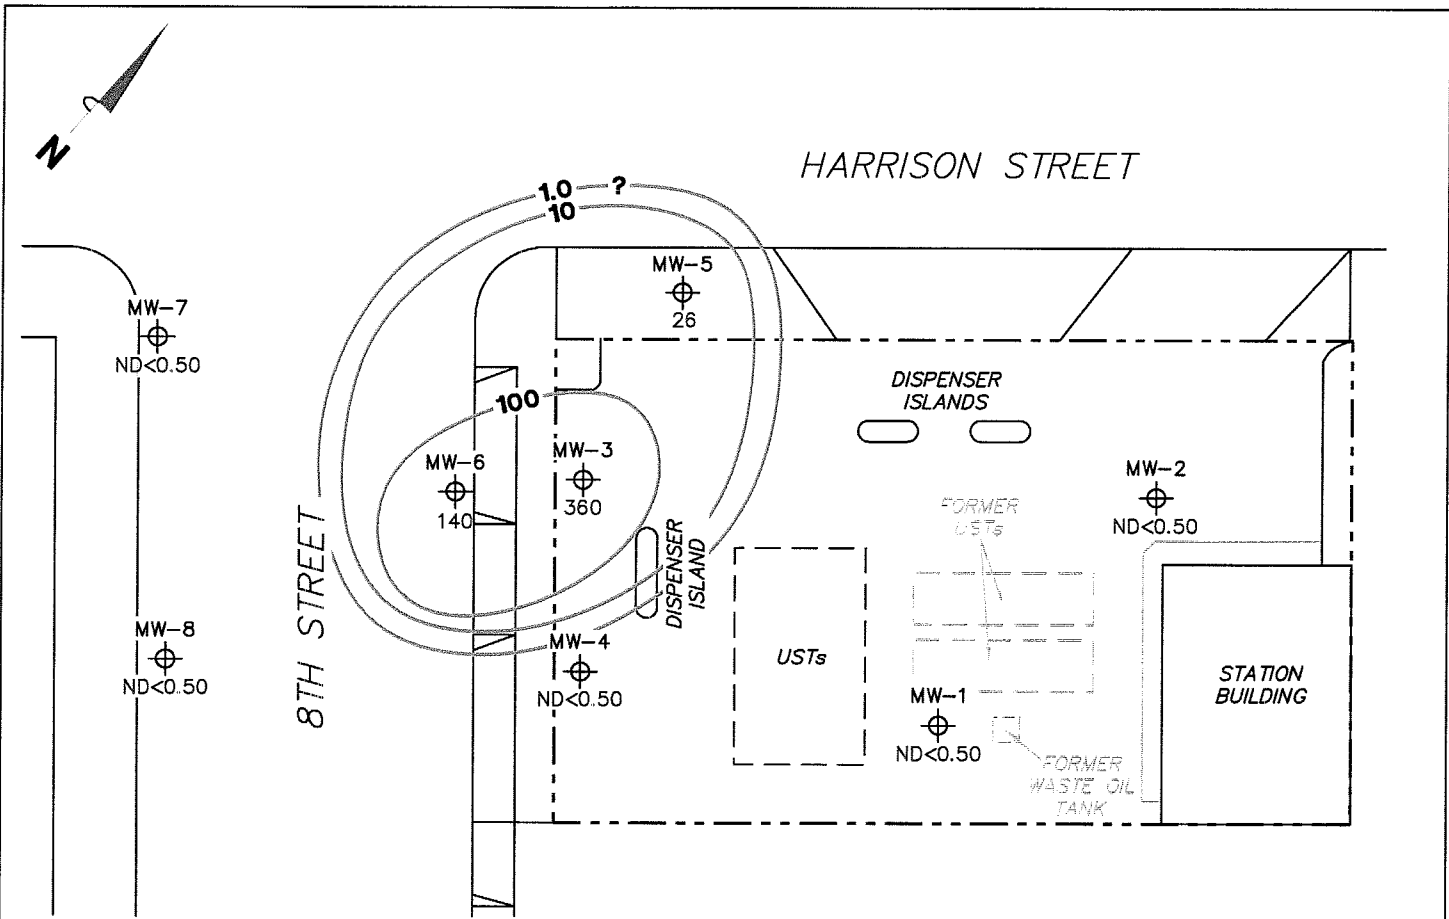 N
HARRISON STREET
1.0 ?
10
MW-5
26
MW-7
ND<0.50
DISPENSER
ISLANDS
100
MW-6
140
MW-3
360
MW-2
ND<0.50
FORMER
USTs
8TH STREET
DISPENSER
ISLAND
MW-8
ND<0.50
MW-4
ND<0.50
USTs
MW-1
ND<0.50
STATION
BUILDING
FORMER
WASTE OIL
TANK